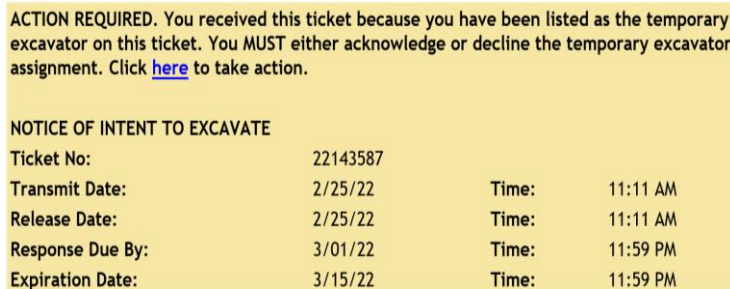 ACTION REQUIRED. You received this ticket because you have been listed as the temporary
excavator on this ticket. You MUST either acknowledge or decline the temporary excavator
assignment. Click here to take action.
NOTICE OF INTENT TO EXCAVATE
Ticket No: 22143587
Transmit Date: 2/25/22 Time: 11:11 AM
Release Date: 2/25/22 Time: 11:11 AM
Response Due By: 3/01/22 Time: 11:59 PM
Expiration Date: 3/15/22 Time: 11:59 PM